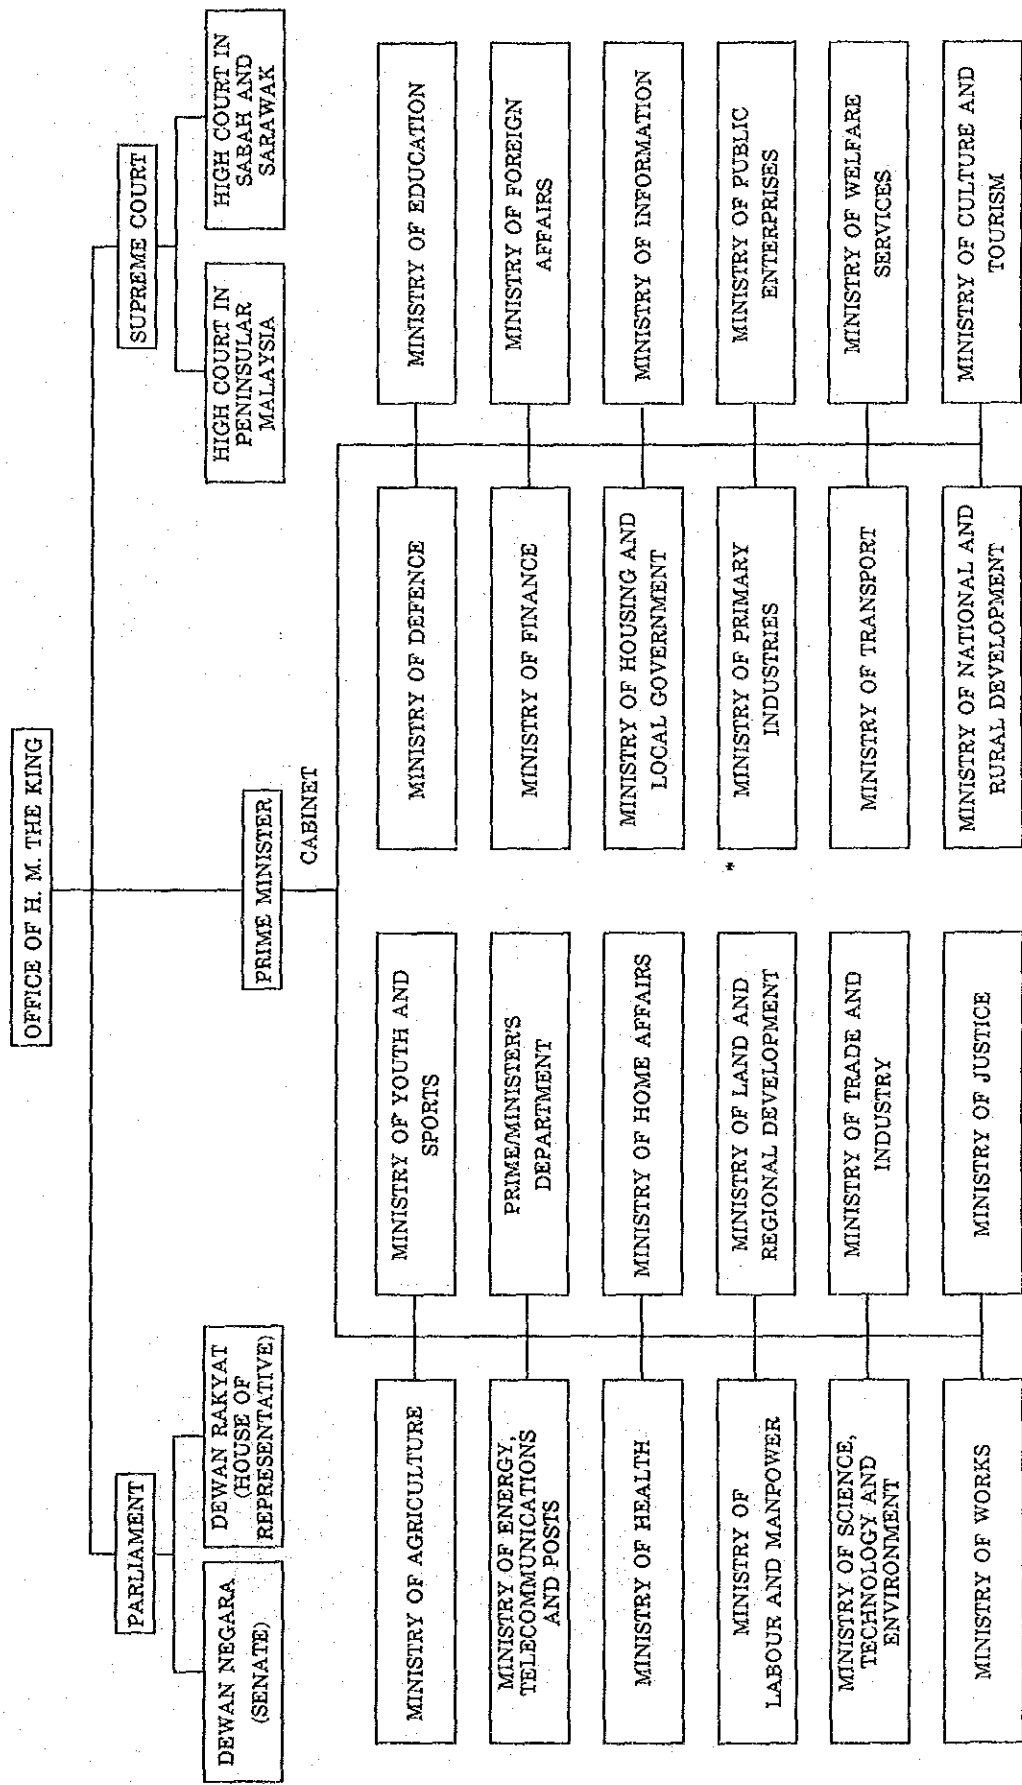 OFFICE OF H. M. THE KING
PARLIAMENT
SUPREME COURT
DEWAN NEGARA
(SENATE)
DEWAN RAKYAT
(HOUSE OF
REPRESENTATIVE)
HIGH COURT IN
PENINSULAR
MALAYSIA
HIGH COURT IN
SABAH AND
SARAWAK
PRIME MINISTER
CABINET
MINISTRY OF AGRICULTURE
MINISTRY OF YOUTH AND
SPORTS
MINISTRY OF DEFENCE
MINISTRY OF EDUCATION
MINISTRY OF ENERGY,
TELECOMMUNICATIONS
AND POSTS
PRIME/MINISTER'S
DEPARTMENT
MINISTRY OF FINANCE
MINISTRY OF FOREIGN
AFFAIRS
MINISTRY OF HEALTH
MINISTRY OF HOME AFFAIRS
MINISTRY OF HOUSING AND
LOCAL GOVERNMENT
MINISTRY OF INFORMATION
MINISTRY OF
LABOUR AND MANPOWER
MINISTRY OF LAND AND
REGIONAL DEVELOPMENT
*
MINISTRY OF PRIMARY
INDUSTRIES
MINISTRY OF PUBLIC
ENTERPRISES
MINISTRY OF SCIENCE,
TECHNOLOGY AND
ENVIRONMENT
MINISTRY OF TRADE AND
INDUSTRY
MINISTRY OF TRANSPORT
MINISTRY OF WELFARE
SERVICES
MINISTRY OF WORKS
MINISTRY OF JUSTICE
MINISTRY OF NATIONAL AND
RURAL DEVELOPMENT
MINISTRY OF CULTURE AND
TOURISM